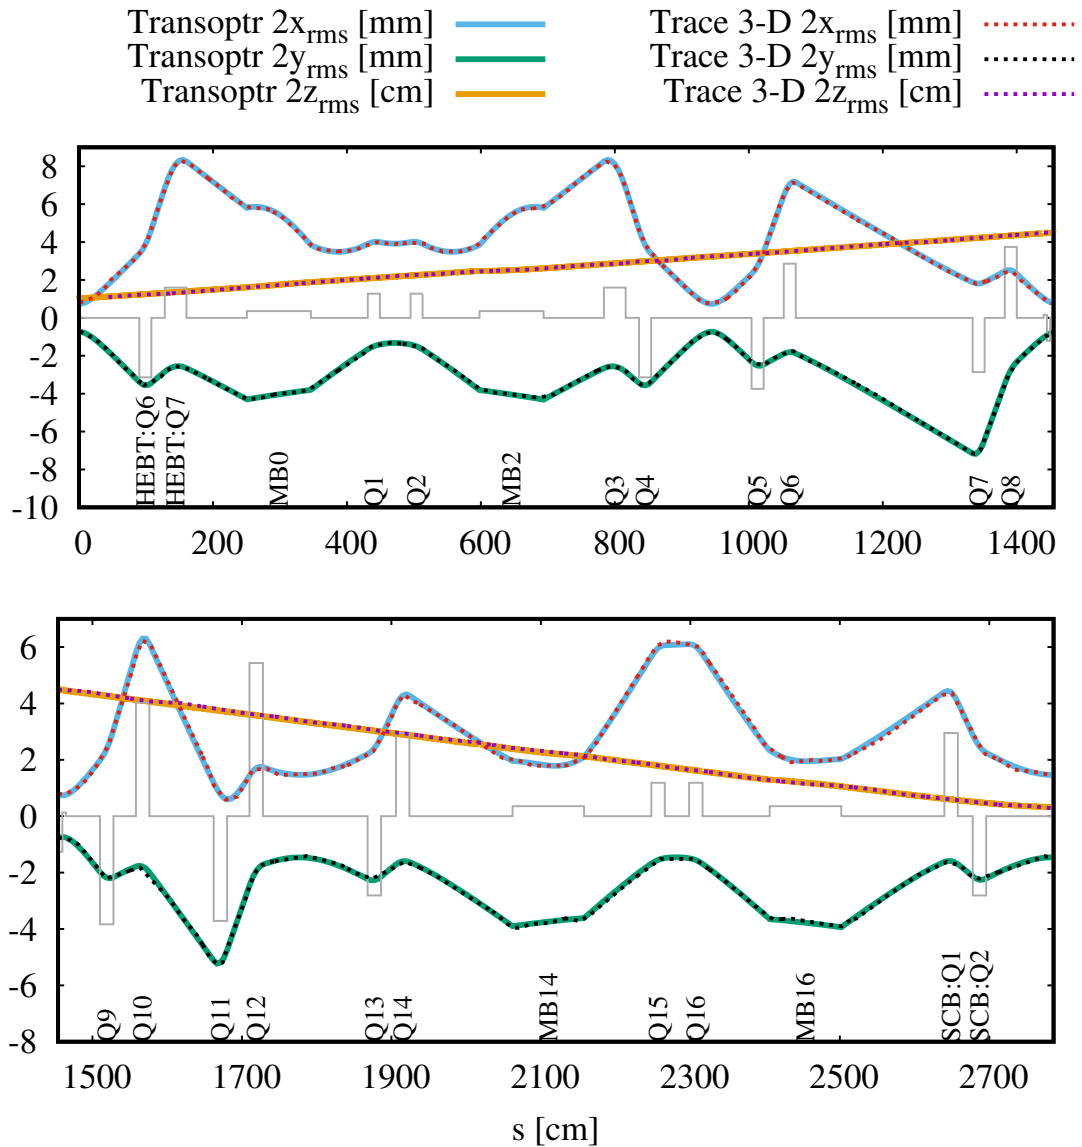 Transoptr 2x_rms [mm] Trace 3-D 2x_rms [mm]
Transoptr 2y_rms [mm] Trace 3-D 2y_rms [mm]
Transoptr 2z_rms [cm] Trace 3-D 2z_rms [cm]
8
6
4
2
0
-2
-4
-6
-8
-10
HEBT:Q6 HEBT:Q7 MB0 Q1 Q2 MB2 Q3 Q4 Q5 Q6 Q7 Q8
0 200 400 600 800 1000 1200 1400
6
4
2
0
-2
-4
-6
-8
Q9 Q10 Q11 Q12 Q13 Q14 MB14 Q15 Q16 MB16 SCB:Q1 SCB:Q2
1500 1700 1900 2100 2300 2500 2700
s [cm]